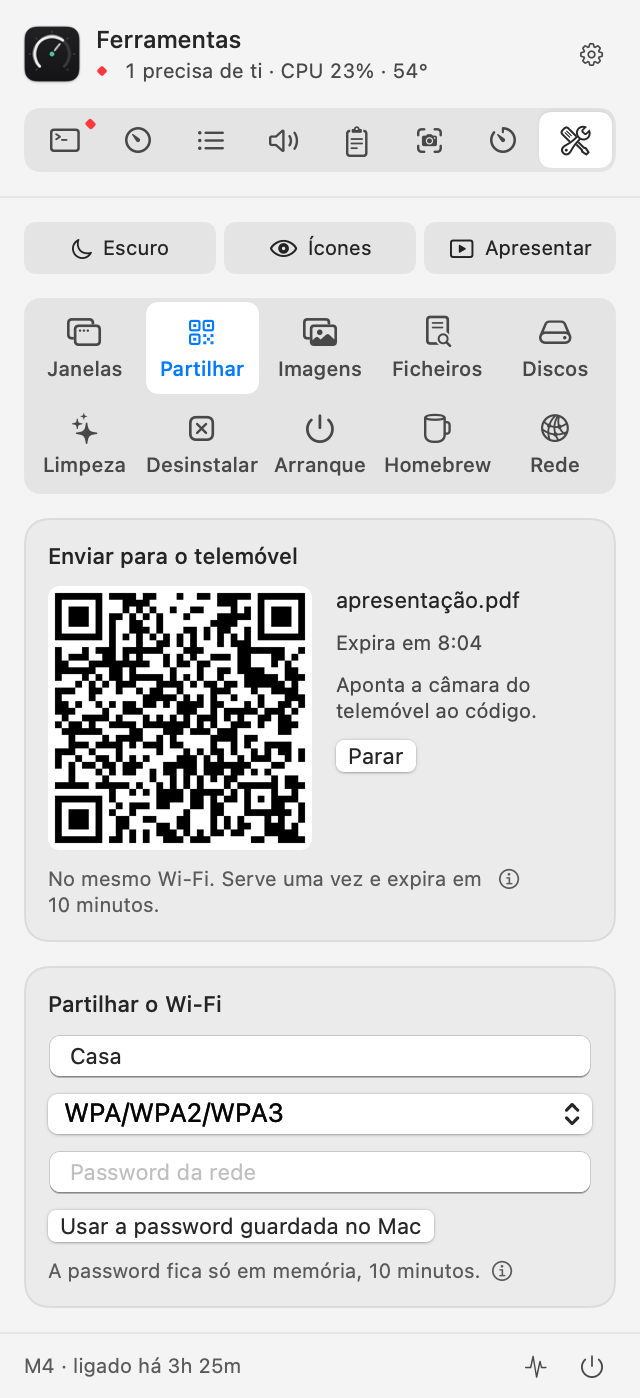 Ferramentas
1 precisa de ti · CPU 23% · 54°
Escuro
Ícones
Apresentar
Janelas
Partilhar
Imagens
Ficheiros
Discos
Limpeza
Desinstalar
Arranque
Homebrew
Rede
Enviar para o telemóvel
apresentação.pdf
Expira em 8:04
Aponta a câmara do
telemóvel ao código.
Parar
No mesmo Wi-Fi. Serve uma vez e expira em
10 minutos.
Partilhar o Wi-Fi
Casa
WPA/WPA2/WPA3
Password da rede
Usar a password guardada no Mac
A password fica só em memória, 10 minutos.
M4 · ligado há 3h 25m